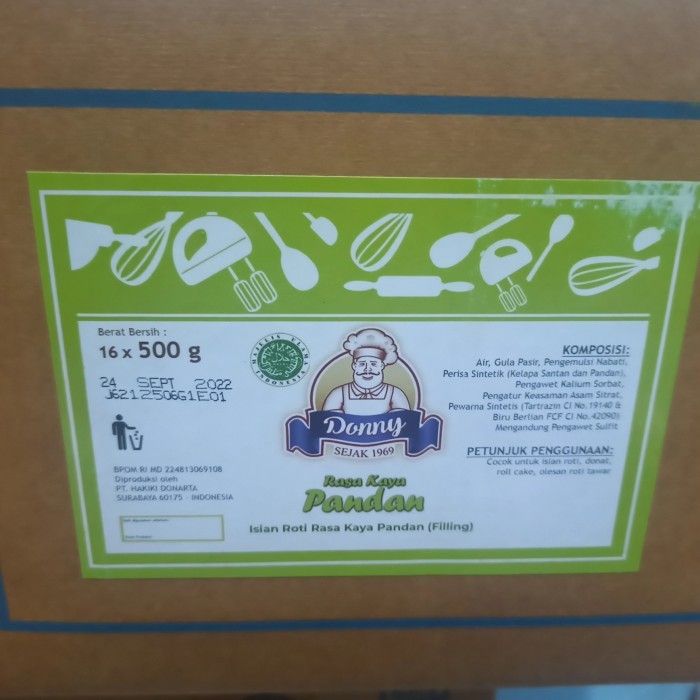 Berat Bersih :
16 x 500 g
24 SEPT 2022
J6212506G1E01
BPOM RI MD 224813069108
Diproduksi oleh
PT. HAKIKI DONARTA
SURABAYA 60175 - INDONESIA
MAJELIS ULAMA INDONESIA
Donny
SEJAK 1969
Rasa Kaya
Pandan
Isian Roti Rasa Kaya Pandan (Filling)
KOMPOSISI:
Air, Gula Pasir, Pengemulsi Nabati,
Perisa Sintetik (Kelapa Santan dan Pandan),
Pengawet Kalium Sorbat,
Pengatur Keasaman Asam Sitrat,
Pewarna Sintetis (Tartrazin CI No. 19140 &
Biru Berlian FCF CI No. 42090)
Mengandung Pengawet Sulfit
PETUNJUK PENGGUNAAN:
Cocok untuk isian roti, donat,
roll cake, olesan roti tawar